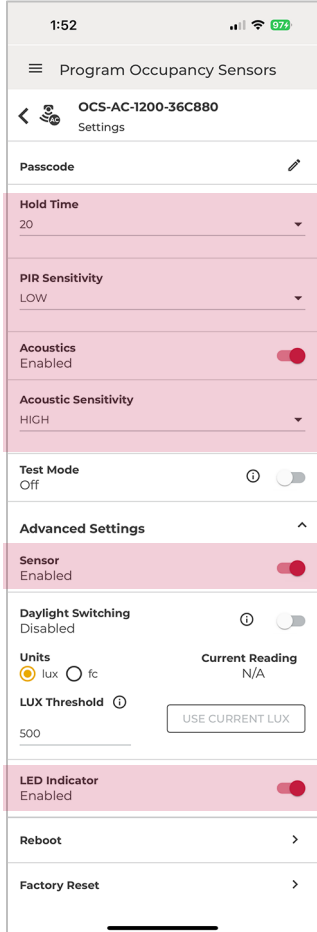 1:52
97
Program Occupancy Sensors
AC
OCS-AC-1200-36C880
Settings
Passcode
Hold Time
20
PIR Sensitivity
LOW
Acoustics
Enabled
Acoustic Sensitivity
HIGH
Test Mode
Off
Advanced Settings
Sensor
Enabled
Daylight Switching
Disabled
Units Current Reading
lux fc N/A
LUX Threshold
USE CURRENT LUX
500
LED Indicator
Enabled
Reboot
Factory Reset